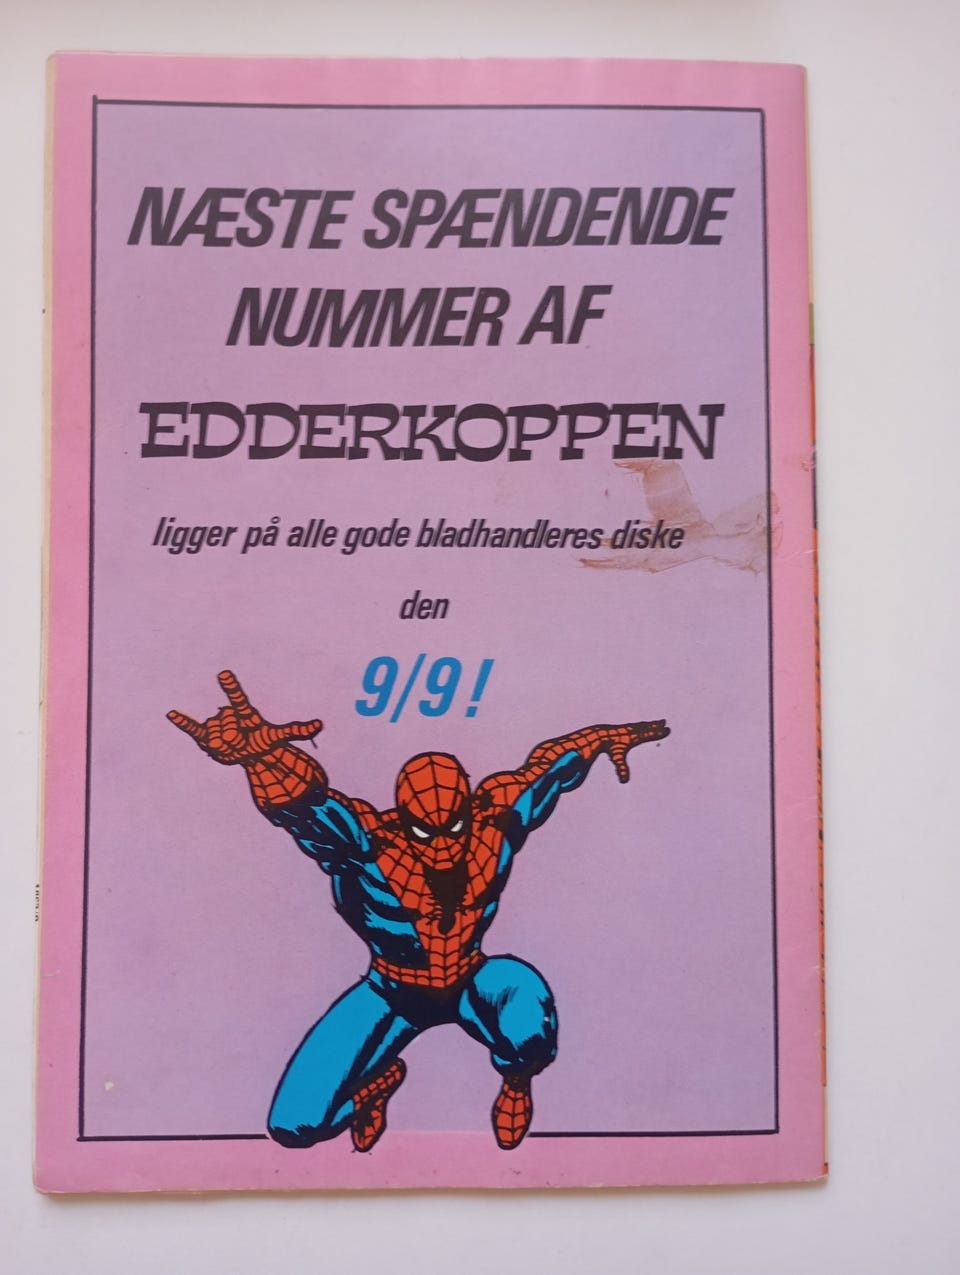 NÆSTE SPÆNDENDE
NUMMER AF
EDDERKOPPEN
ligger på alle gode bladhandleres diske
den
9/9!